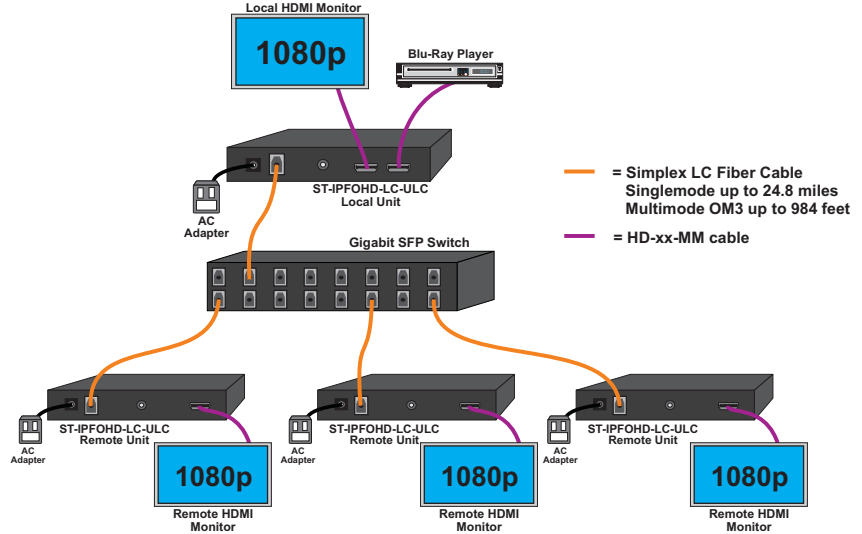 Local HDMI Monitor
1080p
Blu-Ray Player
ST-IPFOHD-LC-ULC
Local Unit
AC
Adapter
= Simplex LC Fiber Cable
Singlemode up to 24.8 miles
Multimode OM3 up to 984 feet
= HD-xx-MM cable
Gigabit SFP Switch
ST-IPFOHD-LC-ULC
Remote Unit
AC
Adapter
1080p
Remote HDMI
Monitor
ST-IPFOHD-LC-ULC
Remote Unit
AC
Adapter
1080p
Remote HDMI
Monitor
ST-IPFOHD-LC-ULC
Remote Unit
AC
Adapter
1080p
Remote HDMI
Monitor